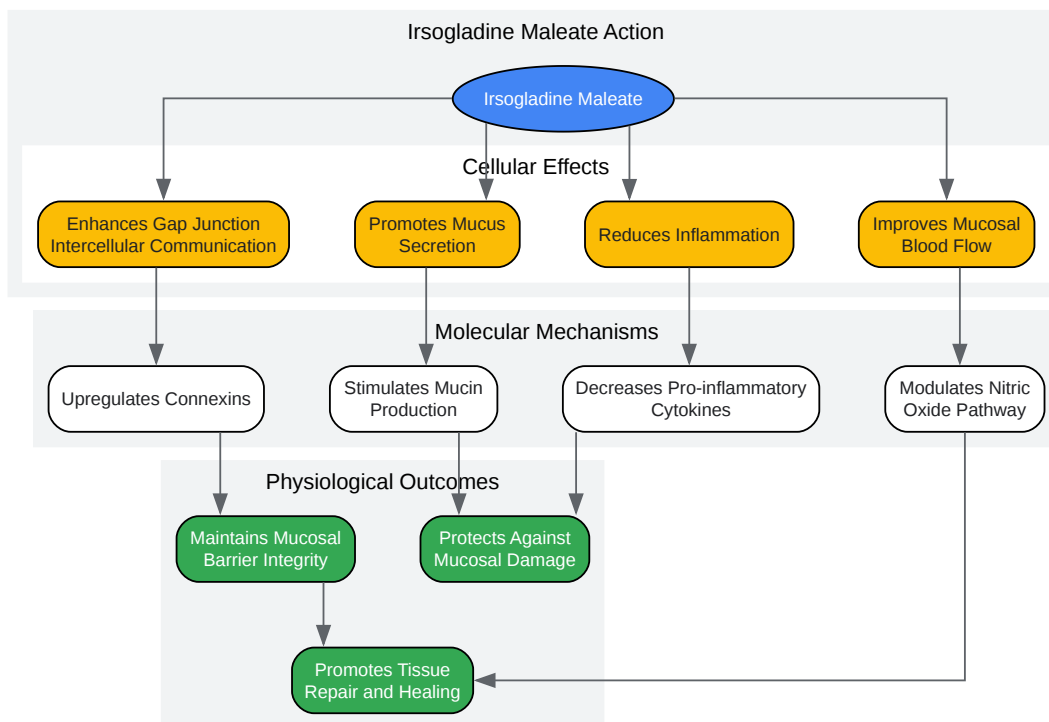 Irsogladine Maleate Action
Irsogladine Maleate
Cellular Effects
Enhances Gap Junction
Intercellular Communication
Promotes Mucus
Secretion
Reduces Inflammation
Improves Mucosal
Blood Flow
Molecular Mechanisms
Upregulates Connexins
Stimulates Mucin
Production
Decreases Pro-inflammatory
Cytokines
Modulates Nitric
Oxide Pathway
Physiological Outcomes
Maintains Mucosal
Barrier Integrity
Protects Against
Mucosal Damage
Promotes Tissue
Repair and Healing